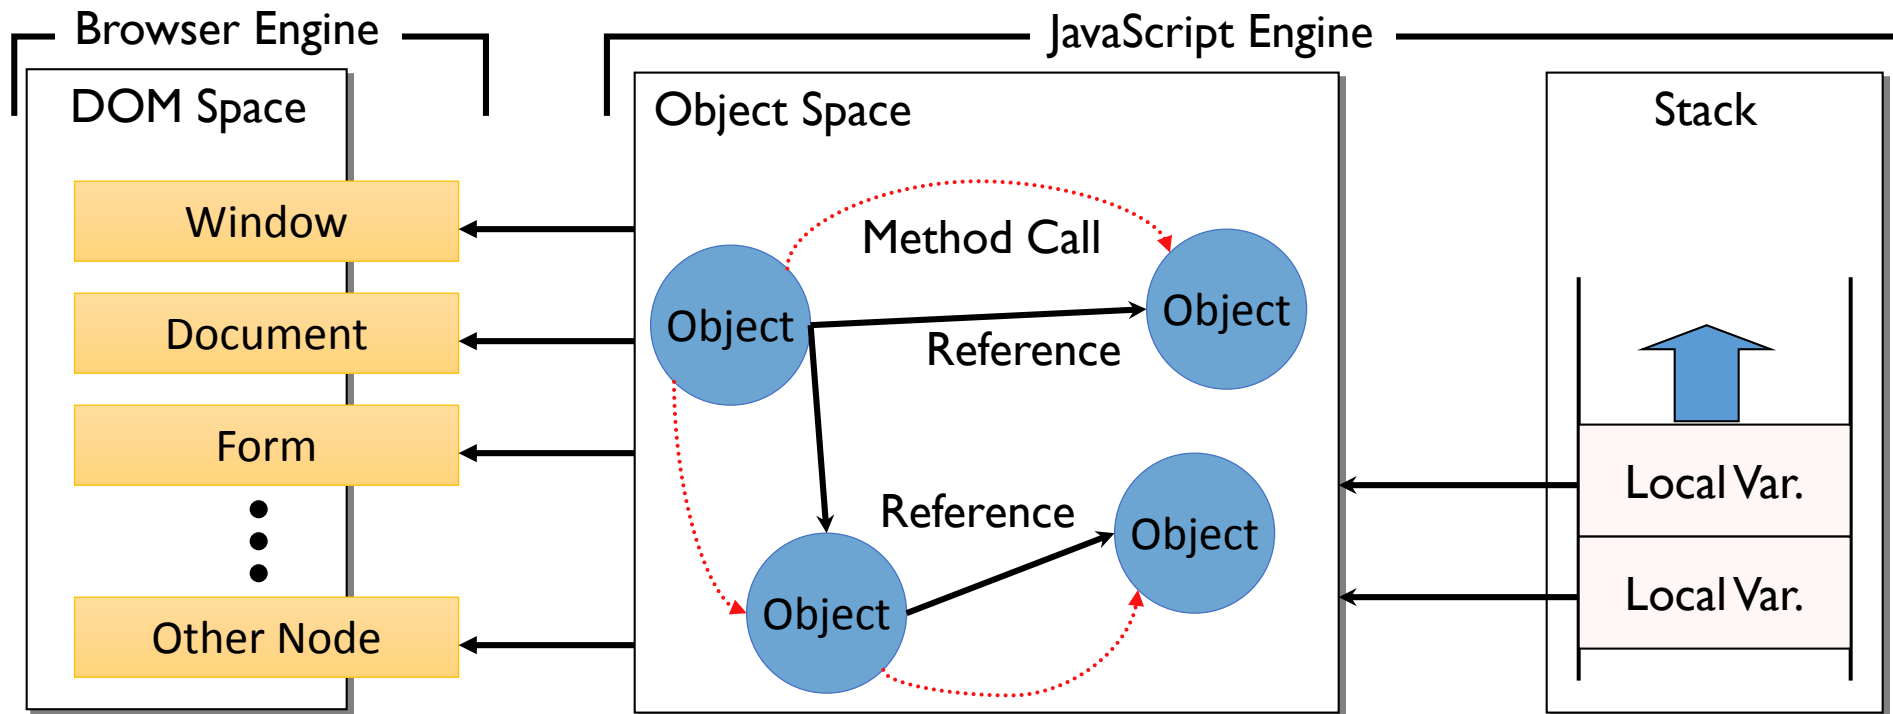 Browser Engine
JavaScript Engine
DOM Space
Window
Document
Form
Other Node
Object Space
Method Call
Object
Object
Reference
Reference
Object
Object
Stack
Local Var.
Local Var.